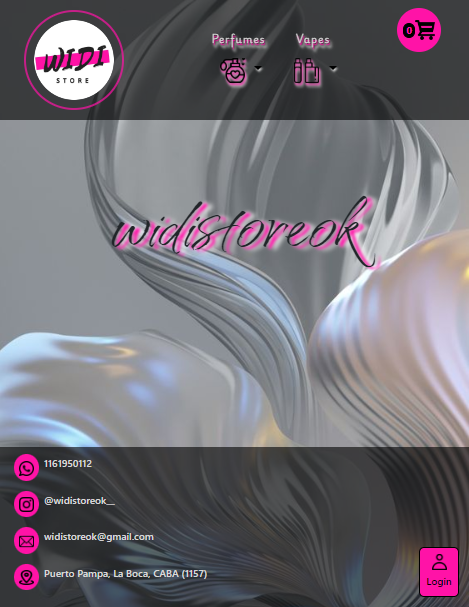 WIDI
STORE
Perfumes
Vapes
0
widistoreok
1161950112
@widistoreok__
widistoreok@gmail.com
Puerto Pampa, La Boca, CABA (1157)
Login